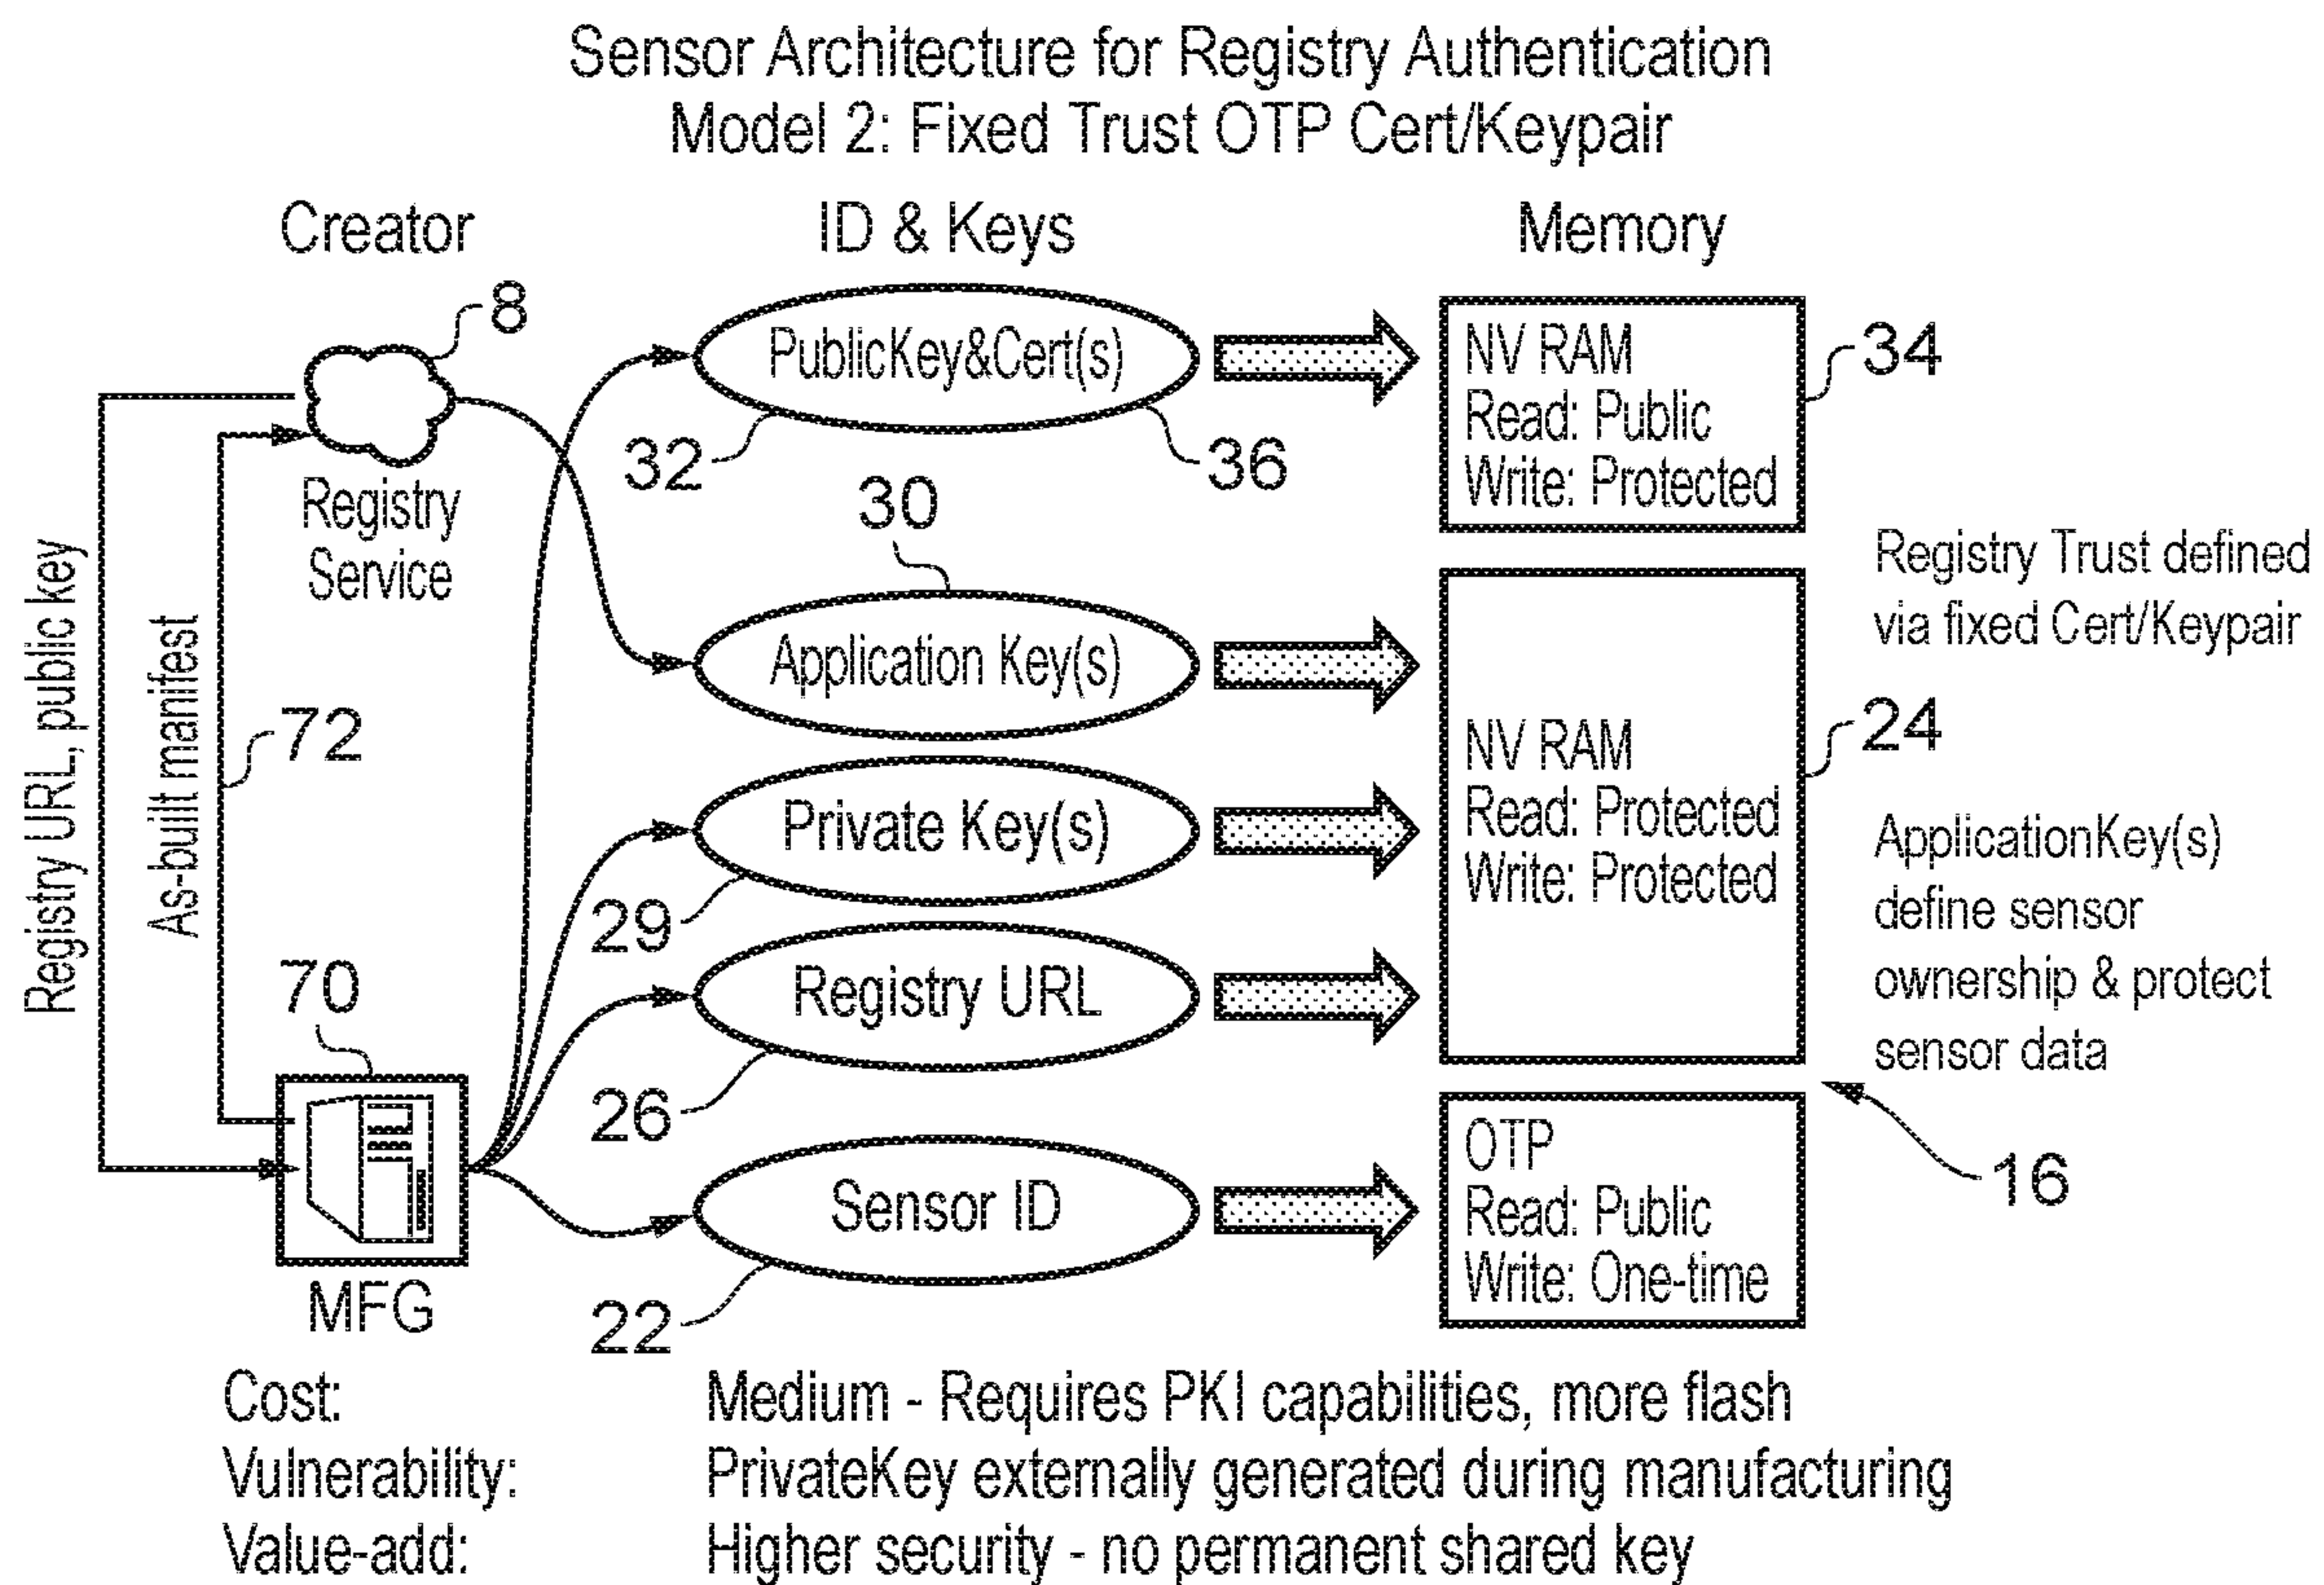 Sensor Architecture for Registry Authentication
Model 2: Fixed Trust OTP Cert/Keypair
Creator
ID & Keys
Memory
8
Registry
Service
Registry URL, public key
As-built manifest
72
70
MFG
PublicKey&Cert(s)
32
36
30
Application Key(s)
Private Key(s)
29
Registry URL
26
Sensor ID
22
NV RAM
Read: Public
Write: Protected
34
Registry Trust defined
via fixed Cert/Keypair
NV RAM
Read: Protected
Write: Protected
24
ApplicationKey(s)
define sensor
ownership & protect
sensor data
OTP
Read: Public
Write: One-time
16
Cost: Medium - Requires PKI capabilities, more flash
Vulnerability: PrivateKey externally generated during manufacturing
Value-add: Higher security - no permanent shared key